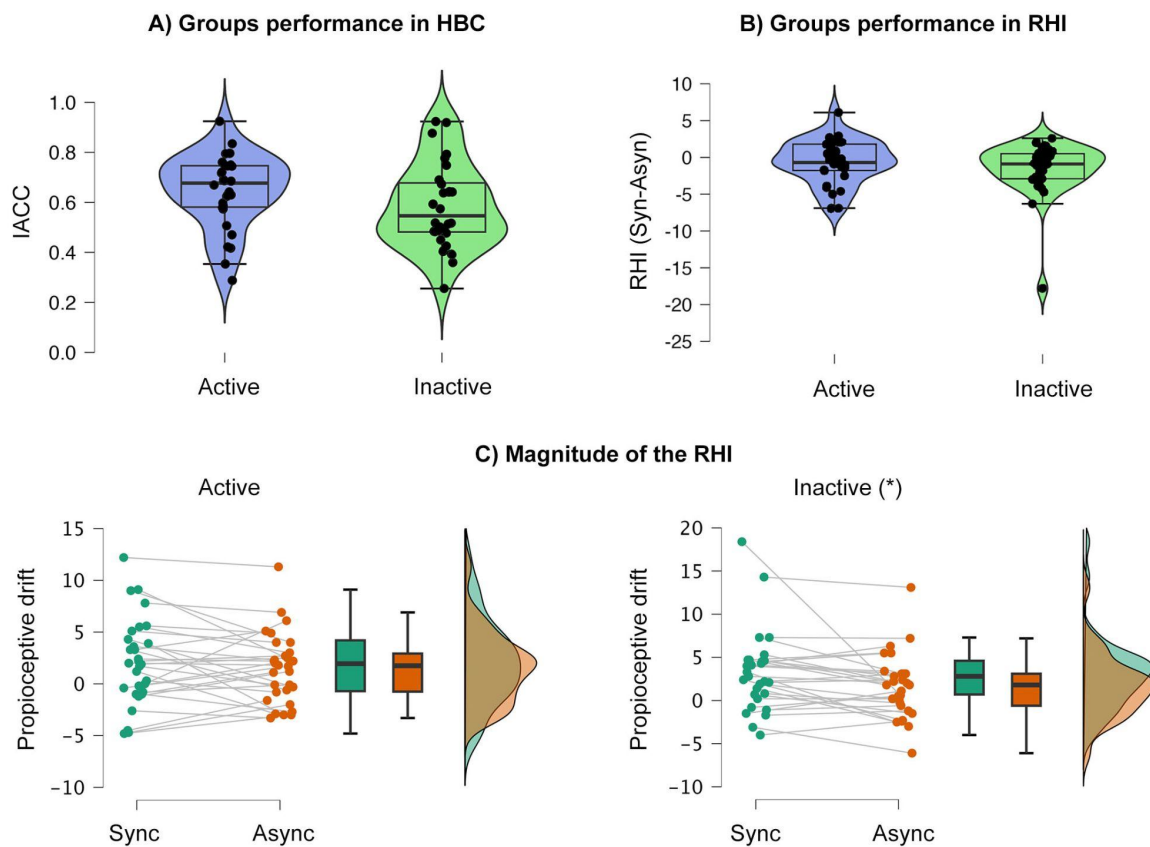 A) Groups performance in HBC
IACC
1.0
0.8
0.6
0.4
0.2
0.0
Active
Inactive
B) Groups performance in RHI
RHI (Syn-Asyn)
10
5
0
-5
-10
-15
-20
-25
Active
Inactive
C) Magnitude of the RHI
Active
Propioceptive drift
15
10
5
0
−5
−10
Sync
Async
Inactive (*)
Propioceptive drift
20
15
10
5
0
−5
−10
Sync
Async